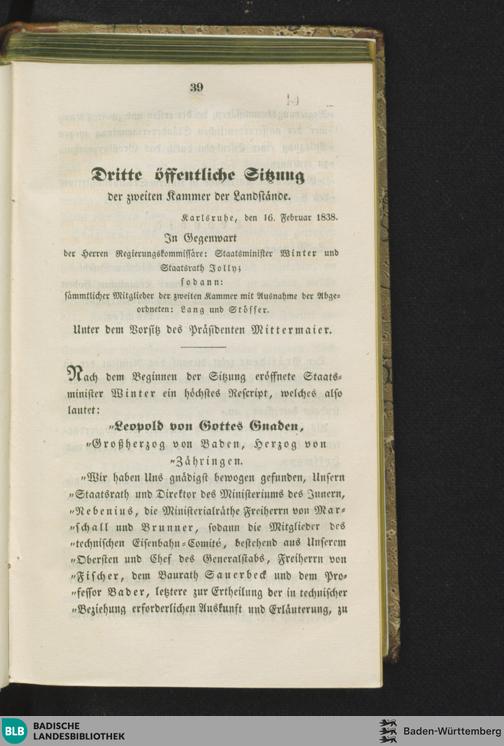 39
Dritte öffentliche Sitzung
der zweiten Kammer der Landstände.
Karlsruhe, den 16. Februar 1838.
In Gegenwart
der Herren Regierungskommissäre: Staatsminister Winter und
Staatsrath Jolly;
sodann:
sämmtlicher Mitglieder der zweiten Kammer mit Ausnahme der Abge-
ordneten: Lang und Stösser.
Unter dem Vorsitz des Präsidenten Mittermaier.
Nach dem Beginnen der Sitzung eröffnete Staats-
minister Winter ein höchstes Rescript, welches also
lautet:
„Leopold von Gottes Gnaden,
„Großherzog von Baden, Herzog von
„Zähringen.
„Wir haben Uns gnädigst bewogen gefunden, Unsern
„Staatsrath und Direktor des Ministeriums des Innern,
„Nebenius, die Ministerialräthe Freiherrn von Mar-
„schall und Brunner, sodann die Mitglieder des
„technischen Eisenbahn-Comité, bestehend aus Unserem
„Obersten und Chef des Generalstabs, Freiherrn von
„Fischer, dem Baurath Sauerbeck und dem Pro-
„fessor Bader, letztere zur Ertheilung der in technischer
„Beziehung erforderlichen Auskunft und Erläuterung, zu
BLB BADISCHE
LANDESBIBLIOTHEK
Baden-Württemberg